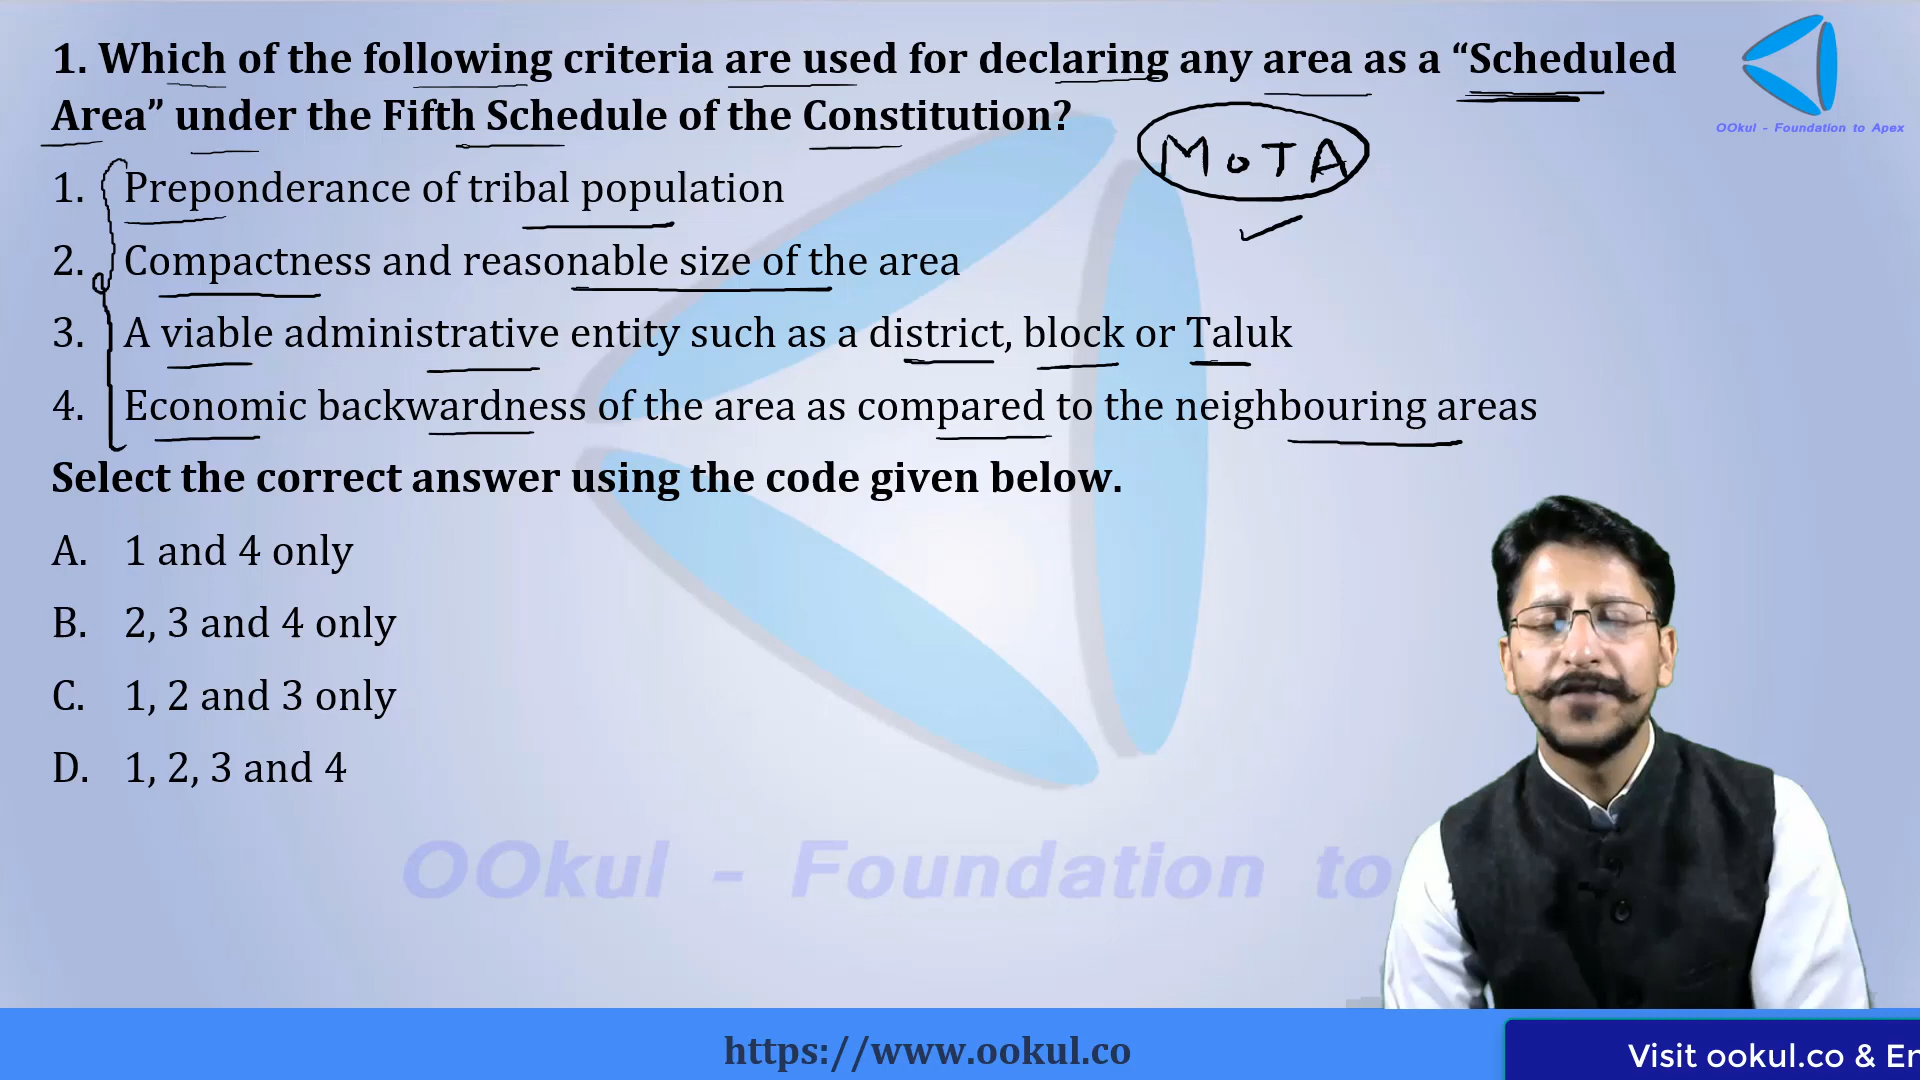 1. Which of the following criteria are used for declaring any area as a “Scheduled
Area” under the Fifth Schedule of the Constitution?
OOkul - Foundation to Apex
MoTA
1. Preponderance of tribal population
2. Compactness and reasonable size of the area
3. A viable administrative entity such as a district, block or Taluk
4. Economic backwardness of the area as compared to the neighbouring areas
Select the correct answer using the code given below.
A. 1 and 4 only
B. 2, 3 and 4 only
C. 1, 2 and 3 only
D. 1, 2, 3 and 4
OOkul - Foundation to
https://www.ookul.co
Visit ookul.co & En